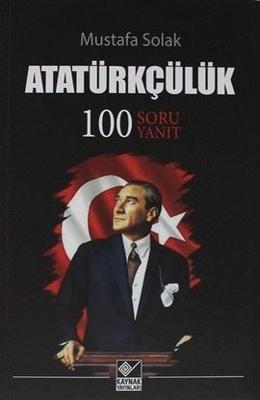 Mustafa Solak
ATATÜRKÇÜLÜK
100 SORU
YANIT
KAYNAK
YAYINLARI